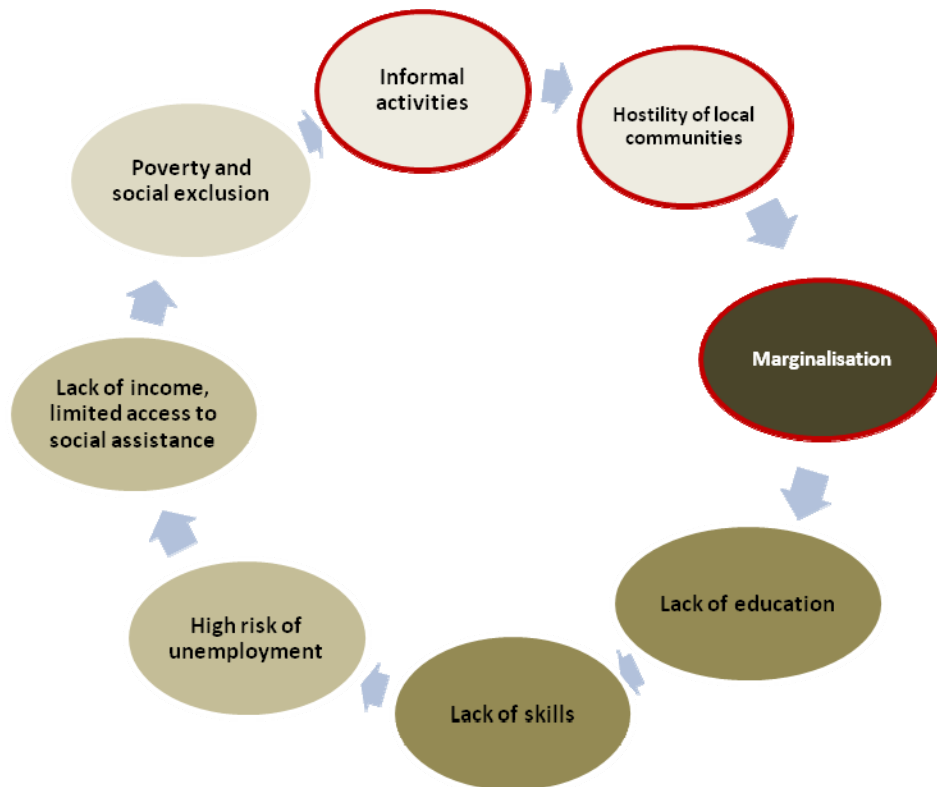 Informal
activities
Hostility of local
communities
Marginalisation
Lack of education
Lack of skills
High risk of
unemployment
Lack of income,
limited access to
social assistance
Poverty and
social exclusion